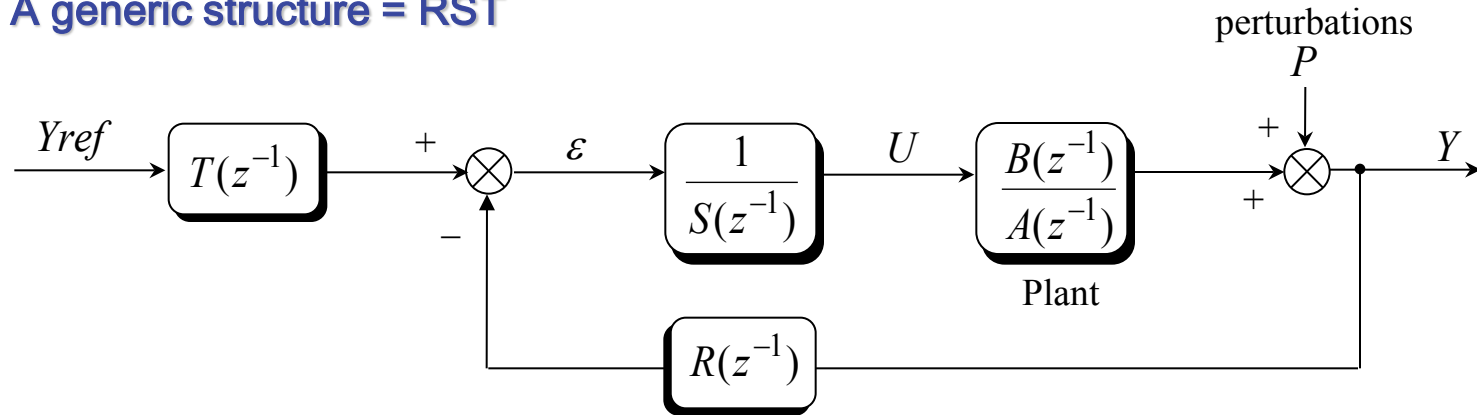 A generic structure = RST
perturbations
P
Yref
T(z⁻¹)
+
−
ε
1
S(z⁻¹)
U
B(z⁻¹)
A(z⁻¹)
Plant
+
+
Y
R(z⁻¹)